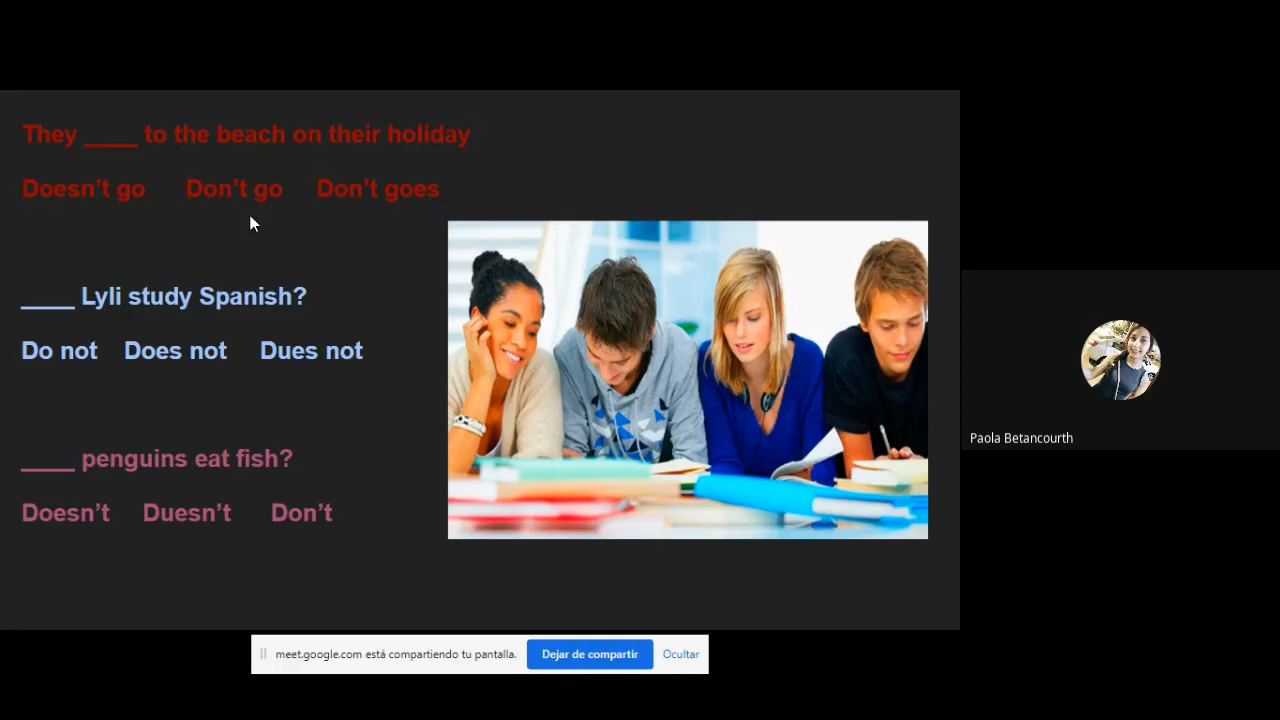 They ____ to the beach on their holiday
Doesn’t go Don’t go Don’t goes
____ Lyli study Spanish?
Do not Does not Dues not
____ penguins eat fish?
Doesn’t Duesn’t Don’t
Paola Betancourth
meet.google.com está compartiendo tu pantalla. Dejar de compartir Ocultar